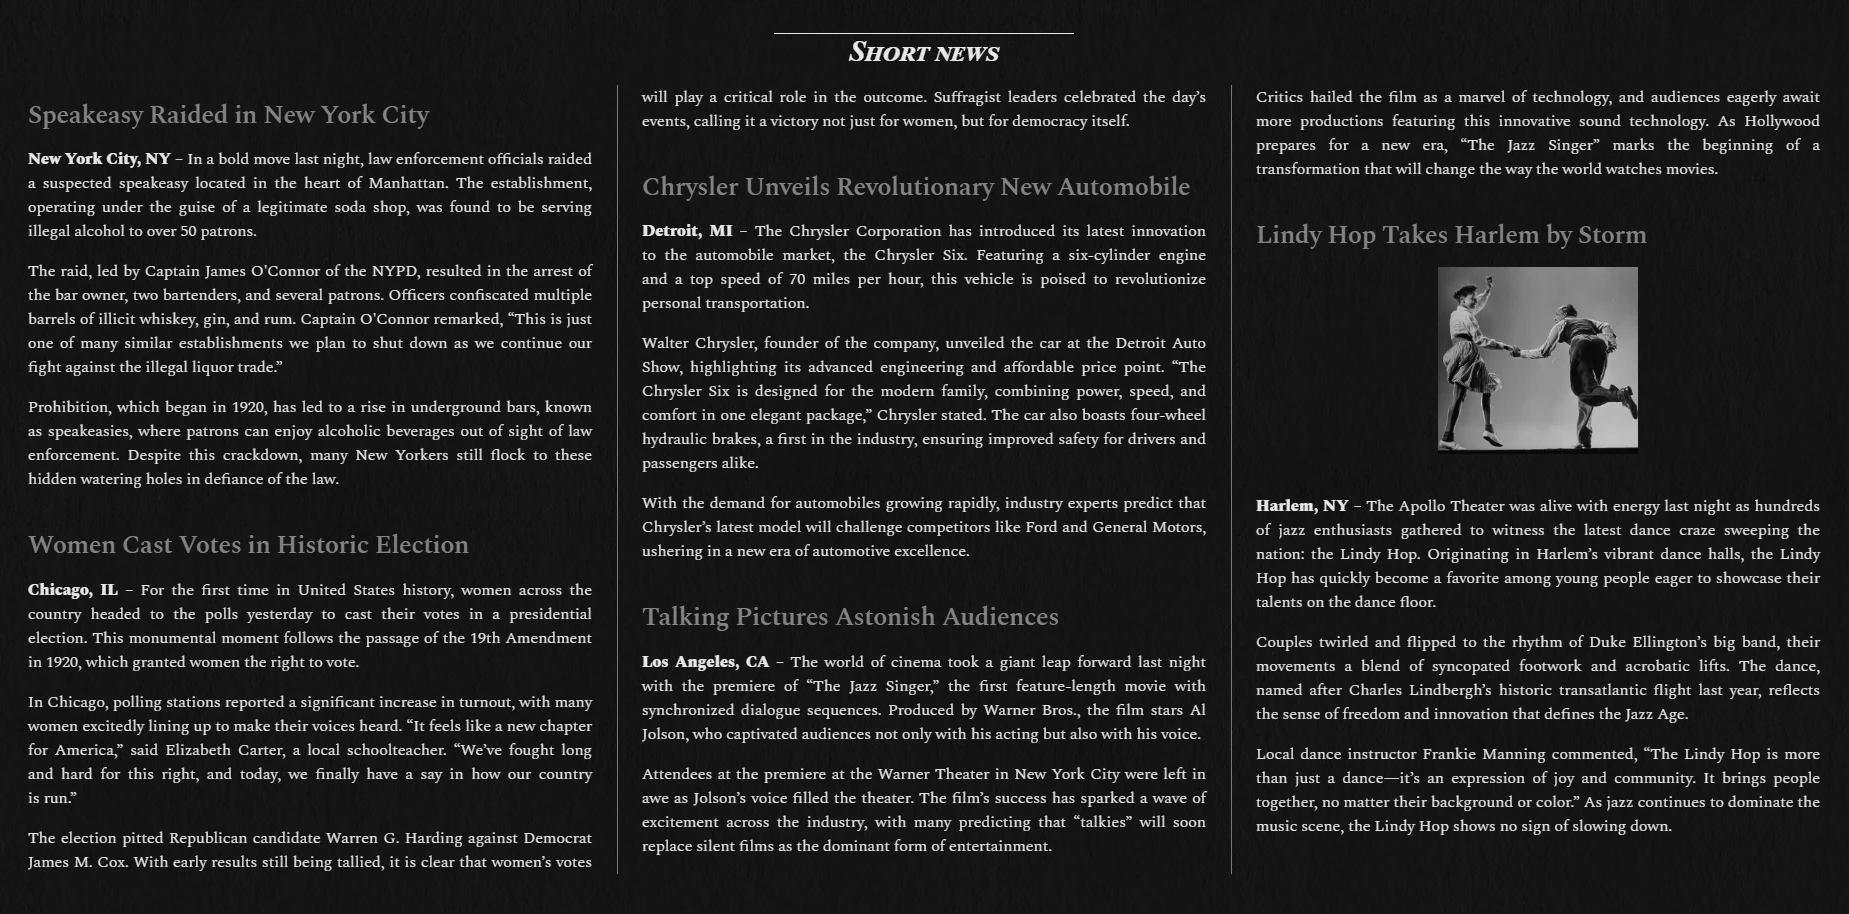 Short news
Speakeasy Raided in New York City
New York City, NY – In a bold move last night, law enforcement officials raided
a suspected speakeasy located in the heart of Manhattan. The establishment,
operating under the guise of a legitimate soda shop, was found to be serving
illegal alcohol to over 50 patrons.
The raid, led by Captain James O'Connor of the NYPD, resulted in the arrest of
the bar owner, two bartenders, and several patrons. Officers confiscated multiple
barrels of illicit whiskey, gin, and rum. Captain O'Connor remarked, “This is just
one of many similar establishments we plan to shut down as we continue our
fight against the illegal liquor trade.”
Prohibition, which began in 1920, has led to a rise in underground bars, known
as speakeasies, where patrons can enjoy alcoholic beverages out of sight of law
enforcement. Despite this crackdown, many New Yorkers still flock to these
hidden watering holes in defiance of the law.
Women Cast Votes in Historic Election
Chicago, IL – For the first time in United States history, women across the
country headed to the polls yesterday to cast their votes in a presidential
election. This monumental moment follows the passage of the 19th Amendment
in 1920, which granted women the right to vote.
In Chicago, polling stations reported a significant increase in turnout, with many
women excitedly lining up to make their voices heard. “It feels like a new chapter
for America,” said Elizabeth Carter, a local schoolteacher. “We’ve fought long
and hard for this right, and today, we finally have a say in how our country
is run.”
The election pitted Republican candidate Warren G. Harding against Democrat
James M. Cox. With early results still being tallied, it is clear that women’s votes
will play a critical role in the outcome. Suffragist leaders celebrated the day’s
events, calling it a victory not just for women, but for democracy itself.
Chrysler Unveils Revolutionary New Automobile
Detroit, MI – The Chrysler Corporation has introduced its latest innovation
to the automobile market, the Chrysler Six. Featuring a six-cylinder engine
and a top speed of 70 miles per hour, this vehicle is poised to revolutionize
personal transportation.
Walter Chrysler, founder of the company, unveiled the car at the Detroit Auto
Show, highlighting its advanced engineering and affordable price point. “The
Chrysler Six is designed for the modern family, combining power, speed, and
comfort in one elegant package,” Chrysler stated. The car also boasts four-wheel
hydraulic brakes, a first in the industry, ensuring improved safety for drivers and
passengers alike.
With the demand for automobiles growing rapidly, industry experts predict that
Chrysler’s latest model will challenge competitors like Ford and General Motors,
ushering in a new era of automotive excellence.
Talking Pictures Astonish Audiences
Los Angeles, CA – The world of cinema took a giant leap forward last night
with the premiere of “The Jazz Singer,” the first feature-length movie with
synchronized dialogue sequences. Produced by Warner Bros., the film stars Al
Jolson, who captivated audiences not only with his acting but also with his voice.
Attendees at the premiere at the Warner Theater in New York City were left in
awe as Jolson’s voice filled the theater. The film’s success has sparked a wave of
excitement across the industry, with many predicting that “talkies” will soon
replace silent films as the dominant form of entertainment.
Critics hailed the film as a marvel of technology, and audiences eagerly await
more productions featuring this innovative sound technology. As Hollywood
prepares for a new era, “The Jazz Singer” marks the beginning of a
transformation that will change the way the world watches movies.
Lindy Hop Takes Harlem by Storm
Harlem, NY – The Apollo Theater was alive with energy last night as hundreds
of jazz enthusiasts gathered to witness the latest dance craze sweeping the
nation: the Lindy Hop. Originating in Harlem’s vibrant dance halls, the Lindy
Hop has quickly become a favorite among young people eager to showcase their
talents on the dance floor.
Couples twirled and flipped to the rhythm of Duke Ellington’s big band, their
movements a blend of syncopated footwork and acrobatic lifts. The dance,
named after Charles Lindbergh’s historic transatlantic flight last year, reflects
the sense of freedom and innovation that defines the Jazz Age.
Local dance instructor Frankie Manning commented, “The Lindy Hop is more
than just a dance—it’s an expression of joy and community. It brings people
together, no matter their background or color.” As jazz continues to dominate the
music scene, the Lindy Hop shows no sign of slowing down.